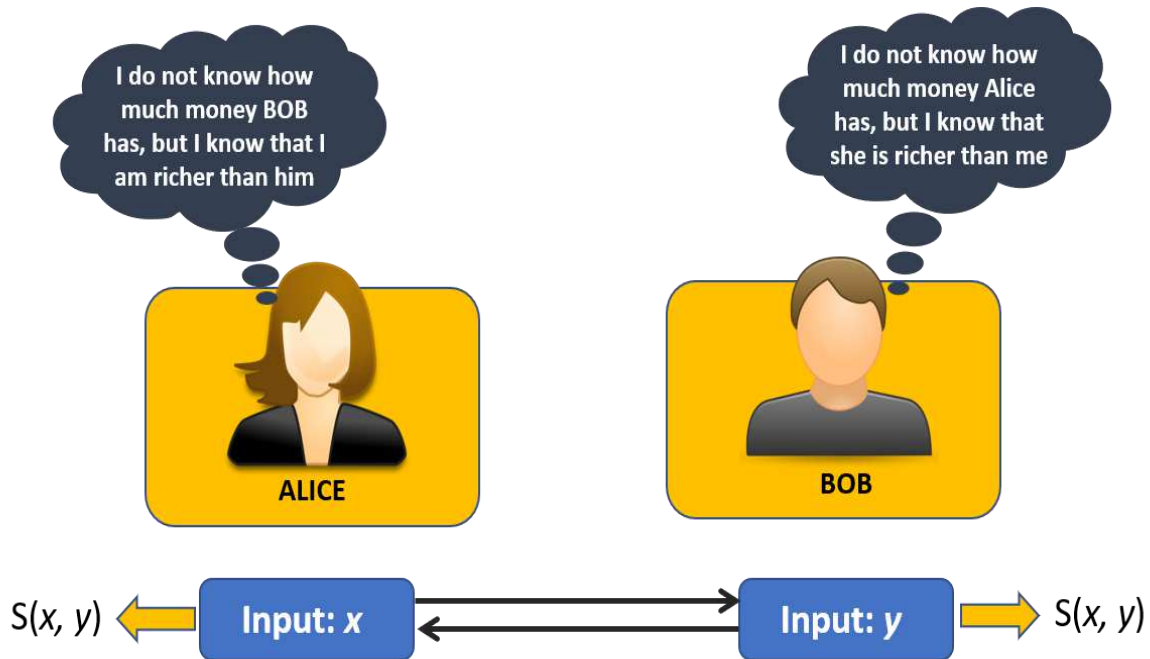 I do not know how
much money BOB
has, but I know that I
am richer than him
I do not know how
much money Alice
has, but I know that
she is richer than me
ALICE
BOB
S(x, y)
Input: x
Input: y
S(x, y)